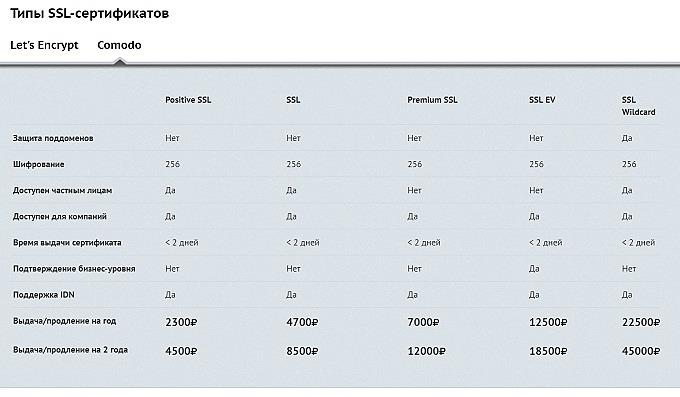 Типы SSL-сертификатов
Let's Encrypt Comodo
Positive SSL SSL Premium SSL SSL EV SSL Wildcard
Защита поддоменов Нет Нет Нет Нет Да
Шифрование 256 256 256 256 256
Доступен частным лицам Да Да Нет Нет Да
Доступен для компаний Да Да Да Да Да
Время выдачи сертификата < 2 дней < 2 дней < 2 дней < 2 дней < 2 дней
Подтверждение бизнес-уровня Нет Нет Нет Да Нет
Поддержка IDN Да Да Да Да Да
Выдача/продление на год 2300₽ 4700₽ 7000₽ 12500₽ 22500₽
Выдача/продление на 2 года 4500₽ 8500₽ 12000₽ 18500₽ 45000₽